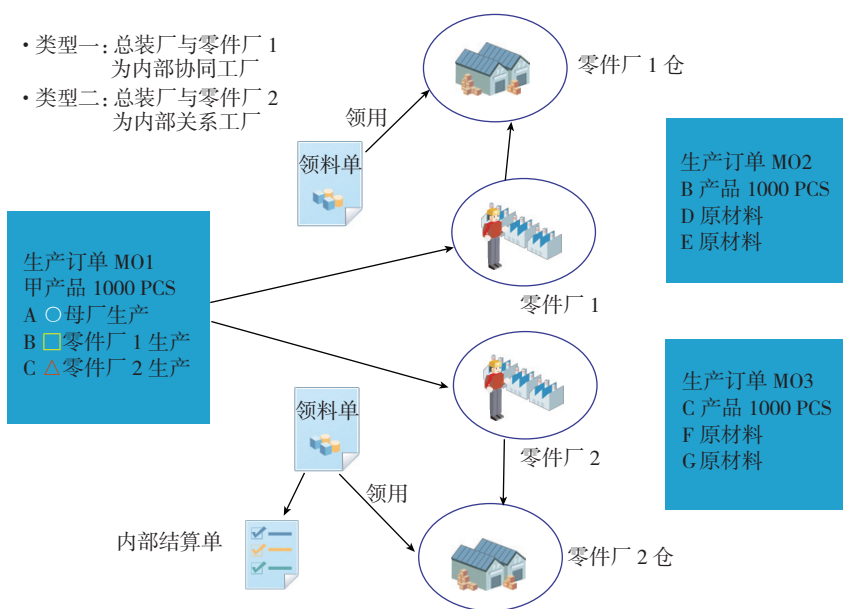 ·类型一：总装厂与零件厂 1
为内部协同工厂
·类型二：总装厂与零件厂 2
为内部关系工厂
零件厂 1 仓
领用
领料单
生产订单 MO2
B 产品 1000 PCS
D 原材料
E 原材料
生产订单 MO1
甲产品 1000 PCS
A ○母厂生产
B □零件厂 1 生产
C △零件厂 2 生产
零件厂 1
生产订单 MO3
C 产品 1000 PCS
F 原材料
G 原材料
领料单
零件厂 2
领用
内部结算单
零件厂 2 仓